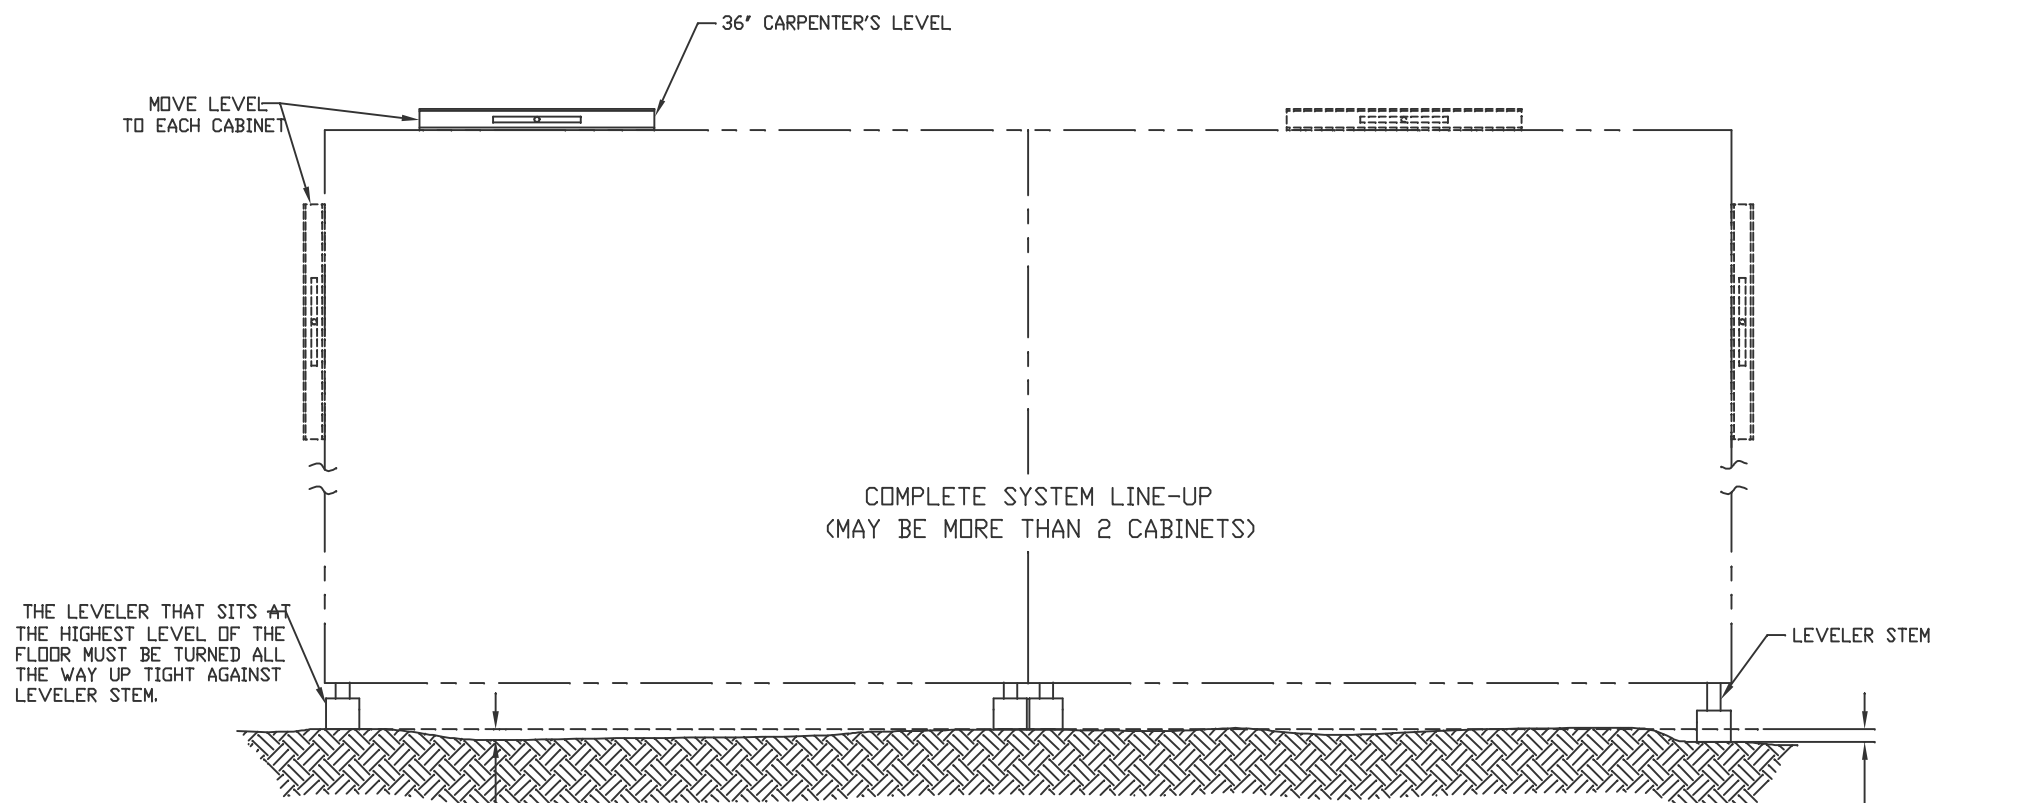 36" CARPENTER'S LEVEL
MOVE LEVEL
TO EACH CABINET
COMPLETE SYSTEM LINE-UP
(MAY BE MORE THAN 2 CABINETS)
THE LEVELER THAT SITS AT
THE HIGHEST LEVEL OF THE
FLOOR MUST BE TURNED ALL
THE WAY UP TIGHT AGAINST
LEVELER STEM.
LEVELER STEM